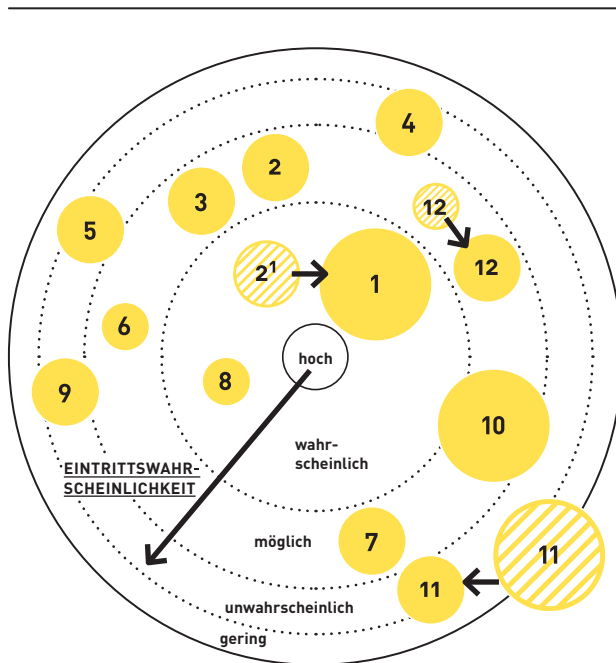 4
2
3
12
5
12
2¹
1
6
hoch
8
9
10
wahr-
scheinlich
EINTRITTSWAHR-
SCHEINLICHKEIT
möglich
7
11
11
unwahrscheinlich
gering